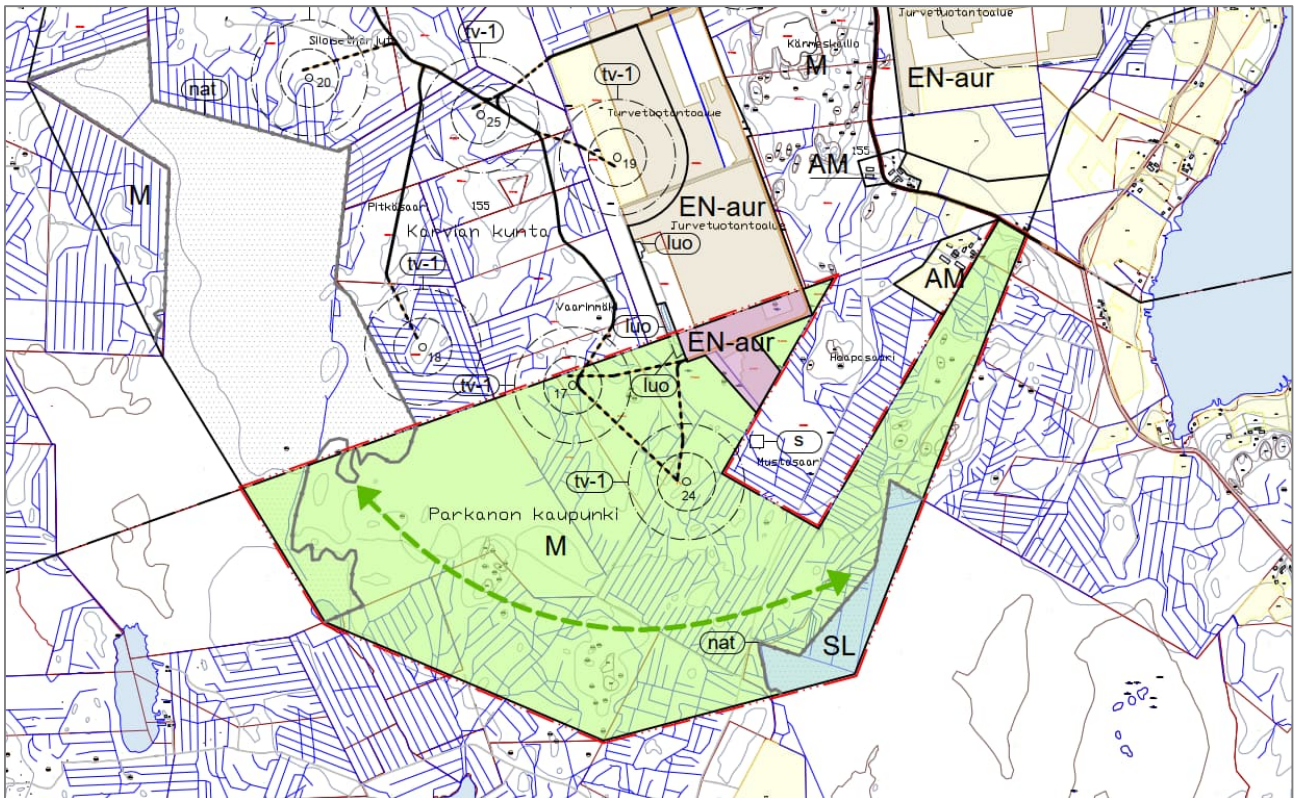 Jurvetuotantoalue
tv-1
Siloisetharjut
Kärmeskallio
M
EN-aur
nat
20
tv-1
25
Turvetuotantoalue
19
155
AM
M
Pitkäsaari
155
EN-aur
Karvian kunta
Jurvetuotantoalue
luo
tv-1
AM
Vaarinmäki
luo
EN-aur
18
Haapasaari
tv-1
17
luo
s
Mustasaari
tv-1
24
Parkanon kaupunki
M
nat
SL